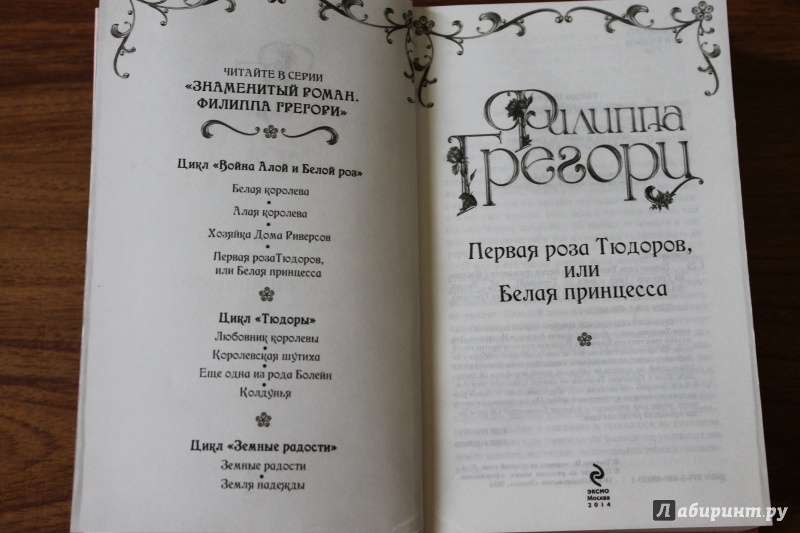 ЧИТАЙТЕ В СЕРИИ
«ЗНАМЕНИТЫЙ РОМАН.
ФИЛИППА ГРЕГОРИ»
Цикл «Война Алой и Белой роз»
Белая королева
•
Алая королева
•
Хозяйка Дома Риверсов
•
Первая розаТюдоров,
или Белая принцесса
Цикл «Тюдоры»
Любовник королевы
•
Королевская шутиха
•
Еще одна из рода Болейн
•
Колдунья
Цикл «Земные радости»
Земные радости
•
Земля надежды
Филиппа
Грегори
Первая роза Тюдоров,
или
Белая принцесса
ЭКСМО
Москва
2014
Лабиринт.ру